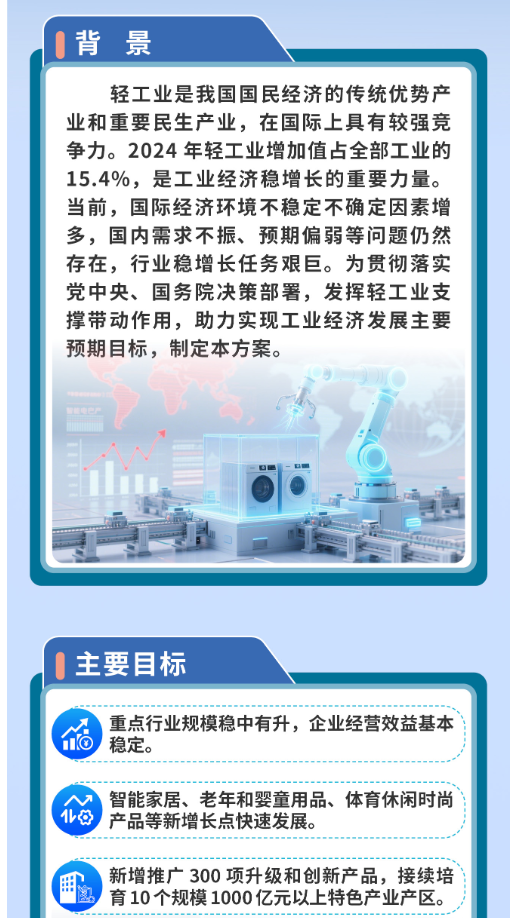 背 景
轻工业是我国国民经济的传统优势产
业和重要民生产业，在国际上具有较强竞
争力。2024 年轻工业增加值占全部工业的
15.4%，是工业经济稳增长的重要力量。
当前，国际经济环境不稳定不确定因素增
多，国内需求不振、预期偏弱等问题仍然
存在，行业稳增长任务艰巨。为贯彻落实
党中央、国务院决策部署，发挥轻工业支
撑带动作用，助力实现工业经济发展主要
预期目标，制定本方案。
主要目标
重点行业规模稳中有升，企业经营效益基本
稳定。
智能家居、老年和婴童用品、体育休闲时尚
产品等新增长点快速发展。
新增推广 300 项升级和创新产品，接续培
育 10 个规模 1000 亿元以上特色产业产区。